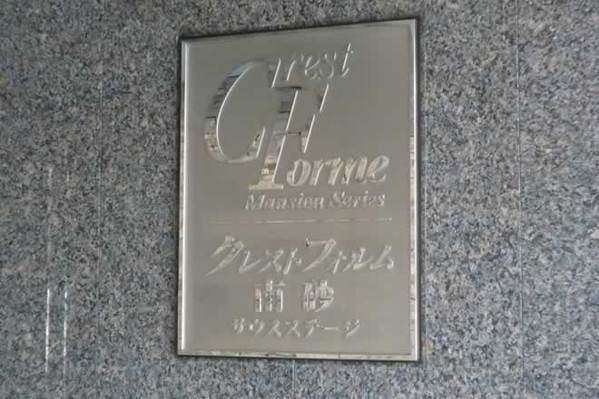 Crest
Forme
Mansion Series
クレストフォルム
南砂
サウスステージ